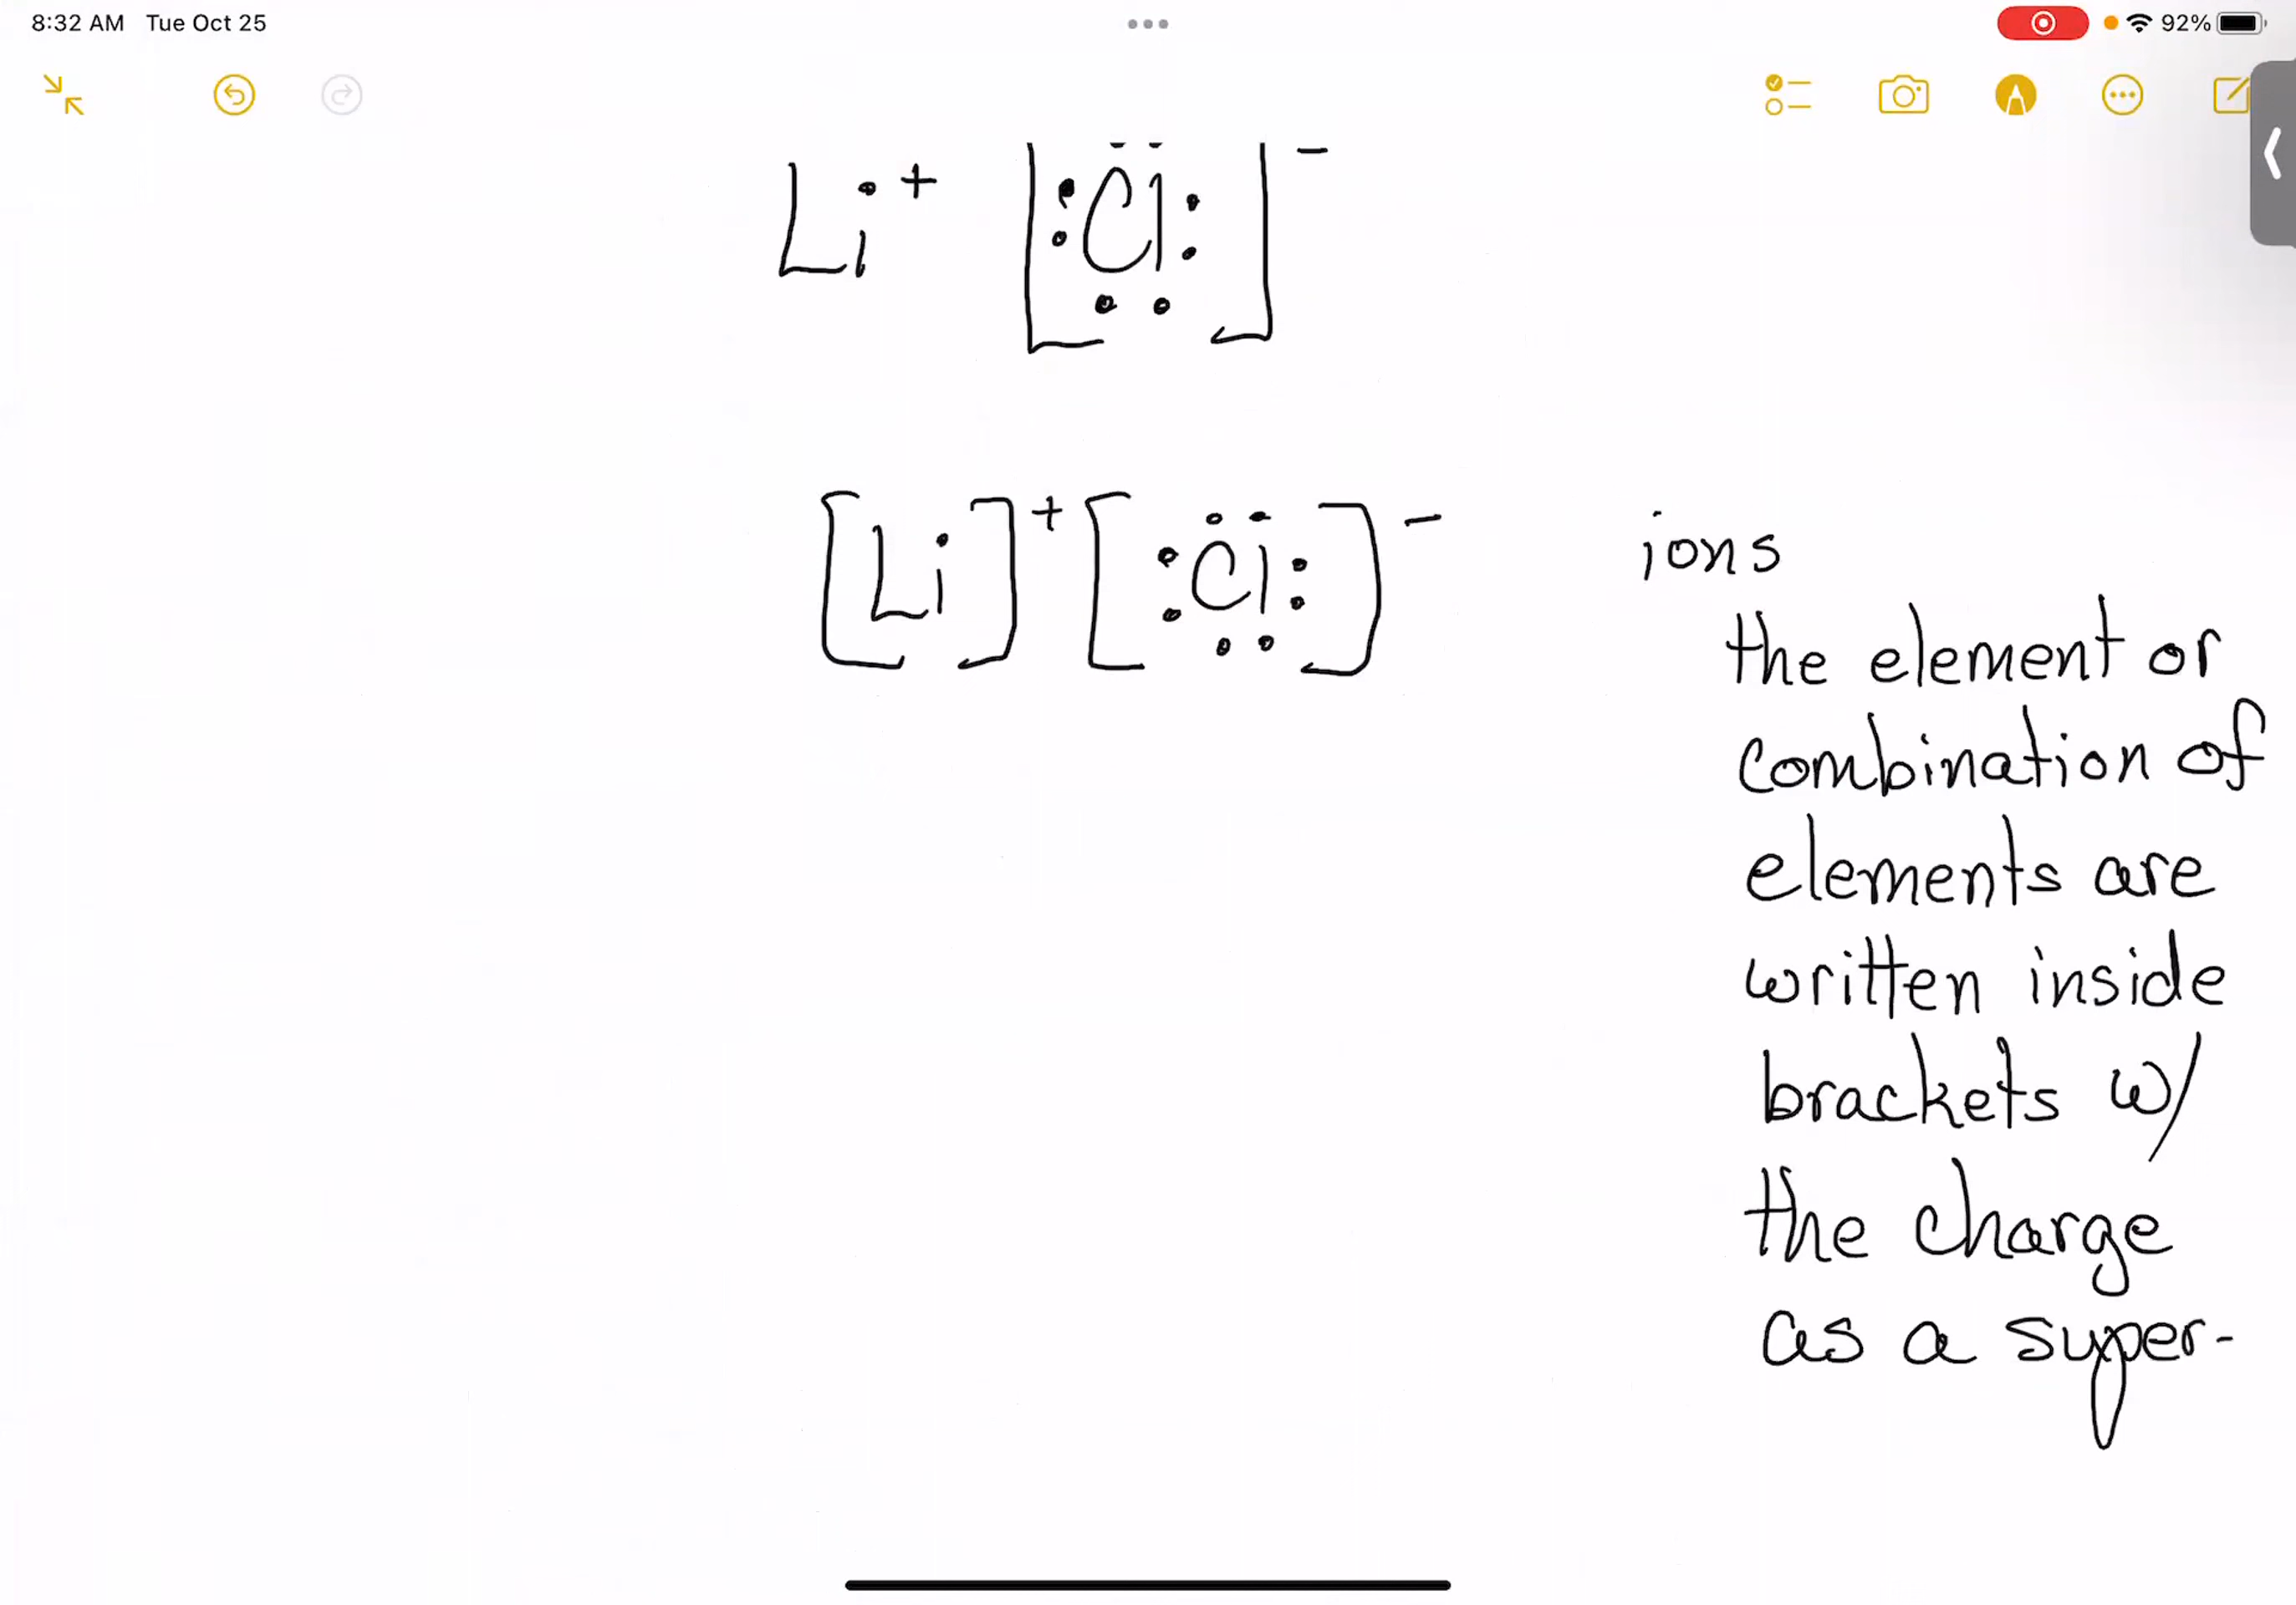 8:32 AM Tue Oct 25
92%
Li+ [:Cl:]−
[Li]+ [:Cl:]−
ions
the element or
combination of
elements are
written inside
brackets w/
the charge
as a super-